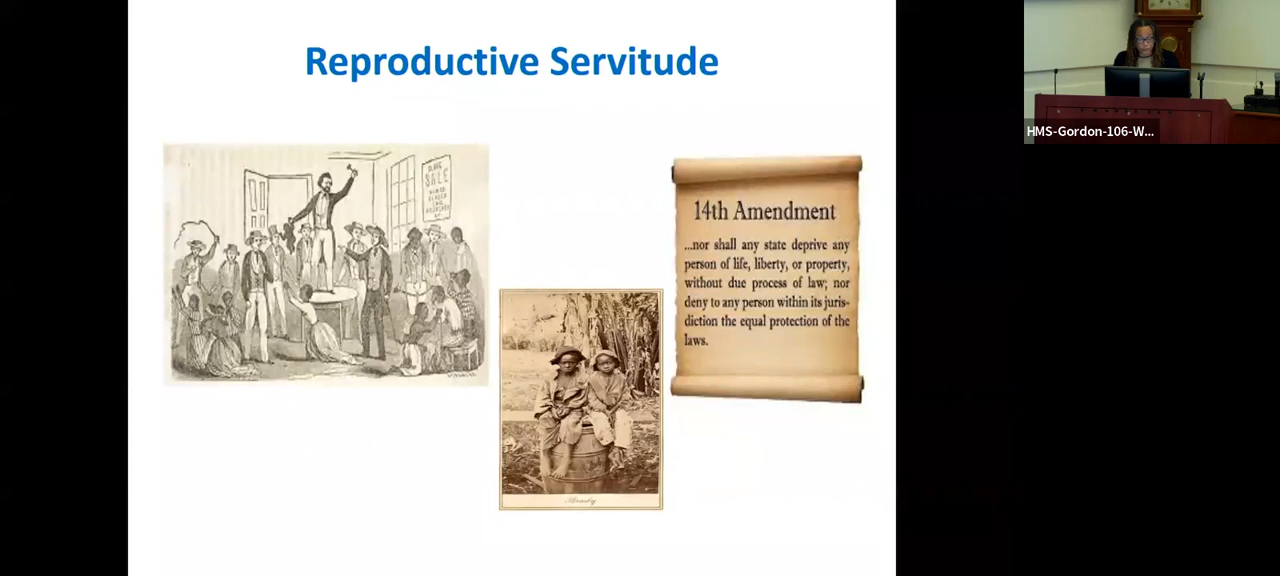 Reproductive Servitude
SALE
14th Amendment
...nor shall any state deprive any
person of life, liberty, or property,
without due process of law; nor
deny to any person within its juris-
diction the equal protection of the
laws.
HMS-Gordon-106-W...